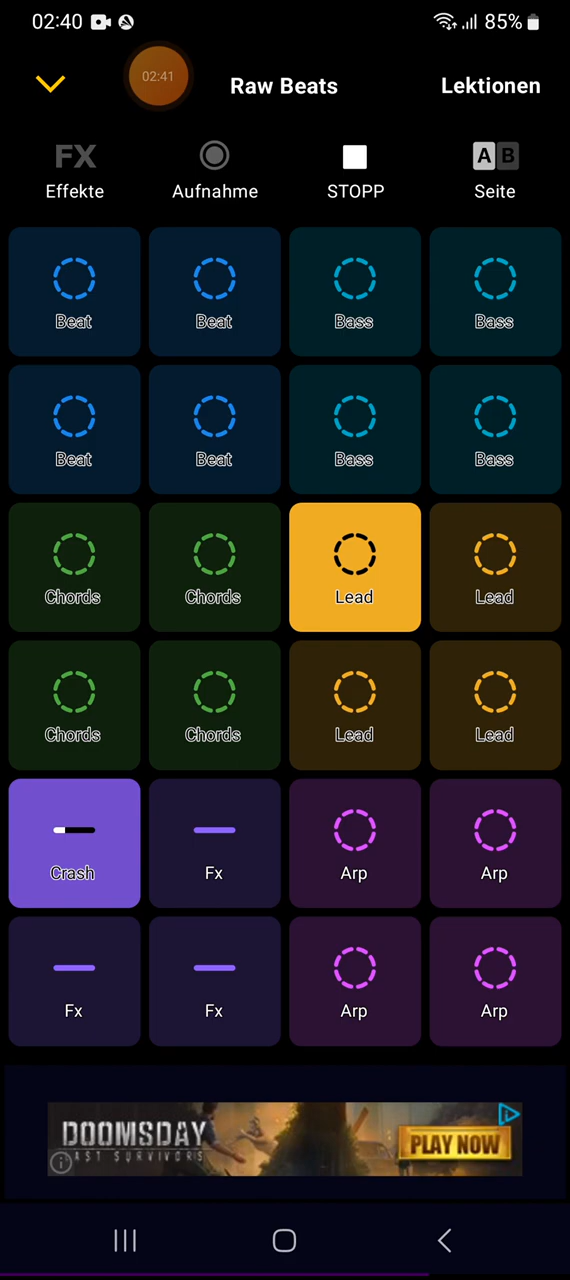 02:40
85%
02:41
Raw Beats
Lektionen
FX
A B
Effekte
Aufnahme
STOPP
Seite
Beat
Beat
Bass
Bass
Beat
Beat
Bass
Bass
Chords
Chords
Lead
Lead
Chords
Chords
Lead
Lead
Crash
Fx
Arp
Arp
Fx
Fx
Arp
Arp
DOOMSDAY
LAST SURVIVORS
PLAY NOW